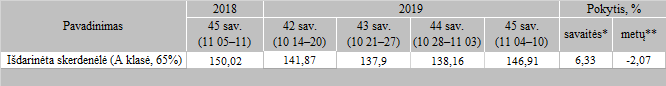 Pavadinimas 2018 2019 Pokytis, %
45 sav. (11 05–11) 42 sav. (10 14–20) 43 sav. (10 21–27) 44 sav. (10 28–11 03) 45 sav. (11 04–10) savaitės* metų**
Išdarinėta skerdenėlė (A klasė, 65%) 150,02 141,87 137,9 138,16 146,91 6,33 -2,07